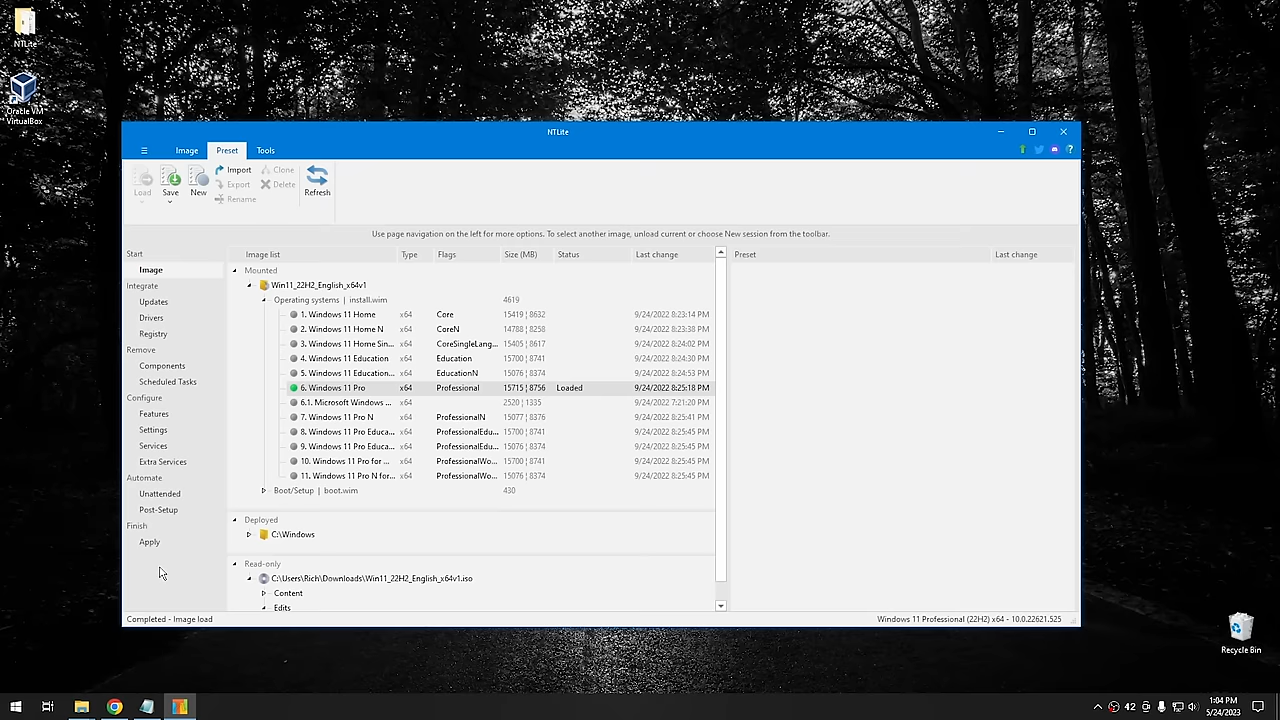 NTLite
Oracle VM
VirtualBox
NTLite
Image
Preset
Tools
Load
Save
New
Import
Export
Rename
Clone
Delete
Refresh
Use page navigation on the left for more options. To select another image, unload current or choose New session from the toolbar.
Start
Image
Integrate
Updates
Drivers
Registry
Remove
Components
Scheduled Tasks
Configure
Features
Settings
Services
Extra Services
Automate
Unattended
Post-Setup
Finish
Apply
Image list Type Flags Size (MB) Status Last change
Mounted
Win11_22H2_English_x64v1
Operating systems | install.wim 4619
1. Windows 11 Home x64 Core 15419 ¦ 8632 9/24/2022 8:23:14 PM
2. Windows 11 Home N x64 CoreN 14788 ¦ 8258 9/24/2022 8:23:38 PM
3. Windows 11 Home Sin... x64 CoreSingleLang... 15405 ¦ 8617 9/24/2022 8:24:02 PM
4. Windows 11 Education x64 Education 15700 ¦ 8741 9/24/2022 8:24:30 PM
5. Windows 11 Education... x64 EducationN 15076 ¦ 8374 9/24/2022 8:24:53 PM
6. Windows 11 Pro x64 Professional 15715 ¦ 8756 Loaded 9/24/2022 8:25:18 PM
6.1. Microsoft Windows ... x64 2520 ¦ 1335 9/24/2022 7:21:20 PM
7. Windows 11 Pro N x64 ProfessionalN 15077 ¦ 8376 9/24/2022 8:25:41 PM
8. Windows 11 Pro Educa... x64 ProfessionalEdu... 15700 ¦ 8741 9/24/2022 8:25:45 PM
9. Windows 11 Pro Educa... x64 ProfessionalEdu... 15076 ¦ 8374 9/24/2022 8:25:45 PM
10. Windows 11 Pro for ... x64 ProfessionalWo... 15700 ¦ 8741 9/24/2022 8:25:45 PM
11. Windows 11 Pro N for... x64 ProfessionalWo... 15076 ¦ 8374 9/24/2022 8:25:45 PM
Boot/Setup | boot.wim 430
Deployed
C:\Windows
Read-only
C:\Users\Rich\Downloads\Win11_22H2_English_x64v1.iso
Content
Edits
Preset Last change
Completed - Image load
Windows 11 Professional (22H2) x64 - 10.0.22621.525
Recycle Bin
42
1:04 PM
5/24/2023